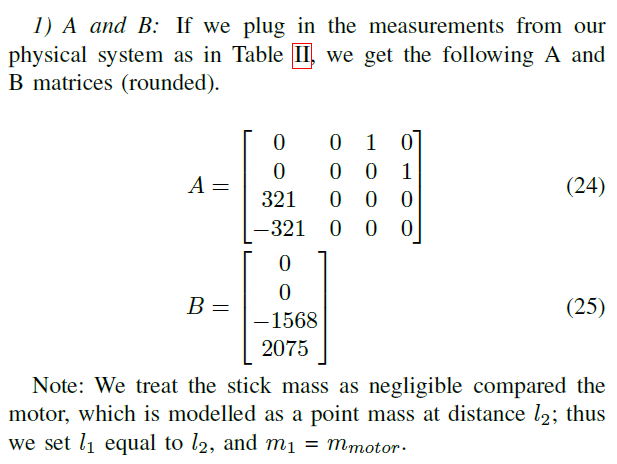 1) A and B: If we plug in the measurements from our
physical system as in Table II, we get the following A and
B matrices (rounded).
A = [0 0 1 0
0 0 0 1
321 0 0 0
−321 0 0 0] (24)
B = [0
0
−1568
2075] (25)
Note: We treat the stick mass as negligible compared the
motor, which is modelled as a point mass at distance l₂; thus
we set l₁ equal to l₂, and m₁ = mₘₒₜₒᵣ.